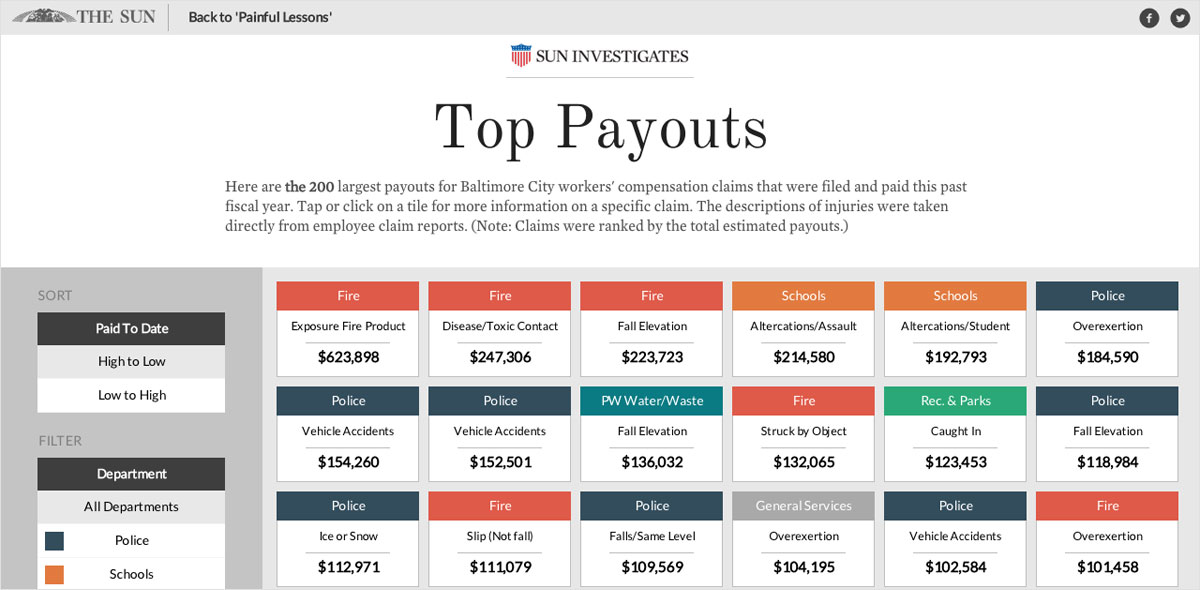 THE SUN
Back to 'Painful Lessons'
SUN INVESTIGATES
Top Payouts
Here are the 200 largest payouts for Baltimore City workers' compensation claims that were filed and paid this past
fiscal year. Tap or click on a tile for more information on a specific claim. The descriptions of injuries were taken
directly from employee claim reports. (Note: Claims were ranked by the total estimated payouts.)
SORT
Paid To Date
High to Low
Low to High
FILTER
Department
All Departments
Police
Schools
Fire
Exposure Fire Product
$623,898
Fire
Disease/Toxic Contact
$247,306
Fire
Fall Elevation
$223,723
Schools
Altercations/Assault
$214,580
Schools
Altercations/Student
$192,793
Police
Overexertion
$184,590
Police
Vehicle Accidents
$154,260
Police
Vehicle Accidents
$152,501
PW Water/Waste
Fall Elevation
$136,032
Fire
Struck by Object
$132,065
Rec. & Parks
Caught In
$123,453
Police
Fall Elevation
$118,984
Police
Ice or Snow
$112,971
Fire
Slip (Not fall)
$111,079
Police
Falls/Same Level
$109,569
General Services
Overexertion
$104,195
Police
Vehicle Accidents
$102,584
Fire
Overexertion
$101,458